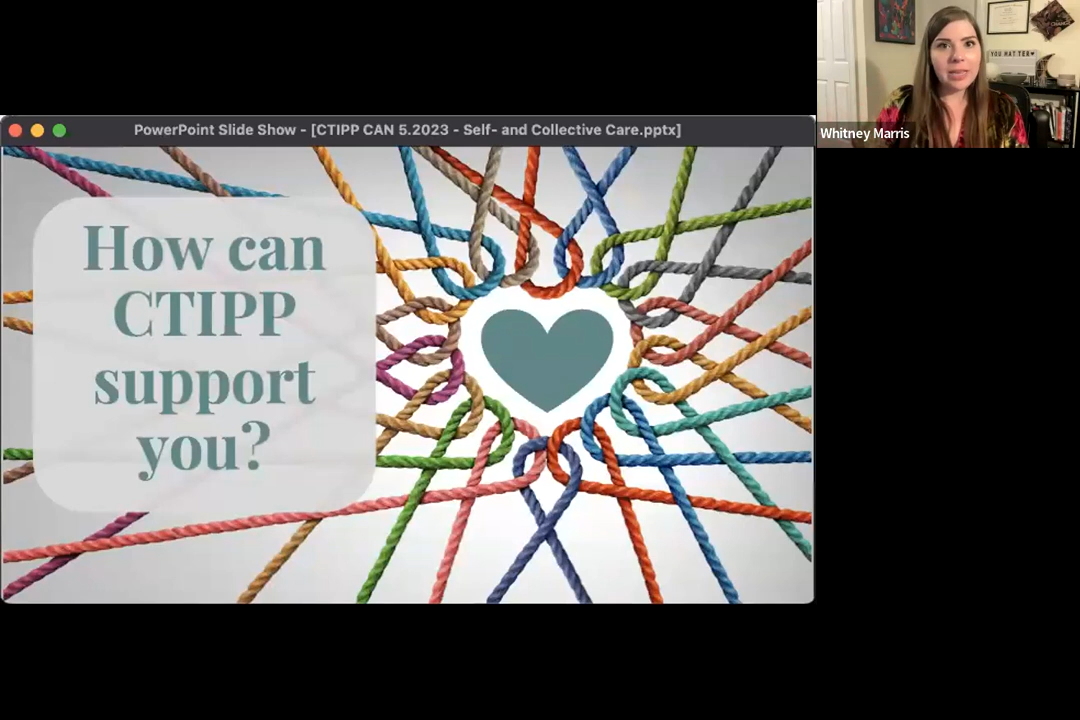 PowerPoint Slide Show - [CTIPP CAN 5.2023 - Self- and Collective Care.pptx]
How can
CTIPP
support
you?
YOU MATTER
Whitney Marris